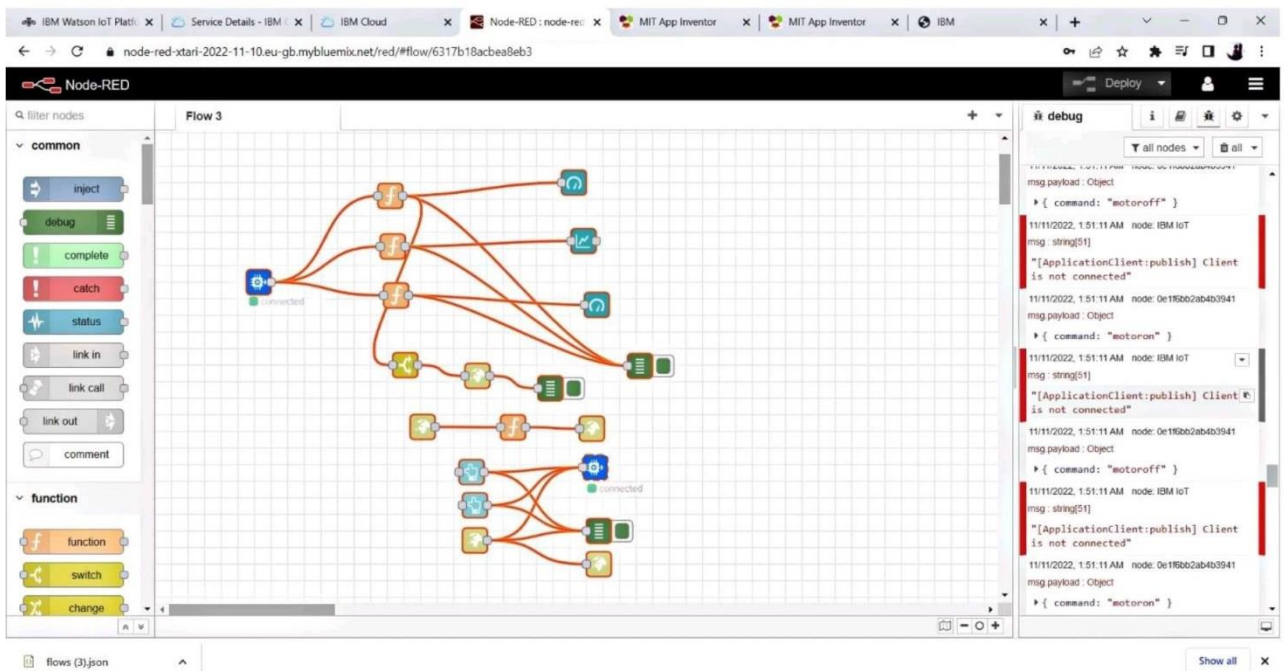 IBM Watson IoT Platfo
Service Details - IBM C
IBM Cloud
Node-RED : node-red
MIT App Inventor
MIT App Inventor
IBM
node-red-xtari-2022-11-10.eu-gb.mybluemix.net/red/#flow/6317b18acbea8eb3
Node-RED
Deploy
filter nodes
Flow 3
debug
common
all nodes
all
inject
debug
complete
catch
status
link in
link call
link out
comment
function
function
switch
change
connected
connected
msg.payload : Object
{ command: "motoroff" }
11/11/2022, 1:51:11 AM node: IBM IoT
msg : string[51]
"[ApplicationClient:publish] Client
is not connected"
11/11/2022, 1:51:11 AM node: 0e1f6bb2ab4b3941
msg.payload : Object
{ command: "motoron" }
11/11/2022, 1:51:11 AM node: IBM IoT
msg : string[51]
"[ApplicationClient:publish] Client
is not connected"
11/11/2022, 1:51:11 AM node: 0e1f6bb2ab4b3941
msg.payload : Object
{ command: "motoroff" }
11/11/2022, 1:51:11 AM node: IBM IoT
msg : string[51]
"[ApplicationClient:publish] Client
is not connected"
11/11/2022, 1:51:11 AM node: 0e1f6bb2ab4b3941
msg.payload : Object
{ command: "motoron" }
flows (3).json
Show all